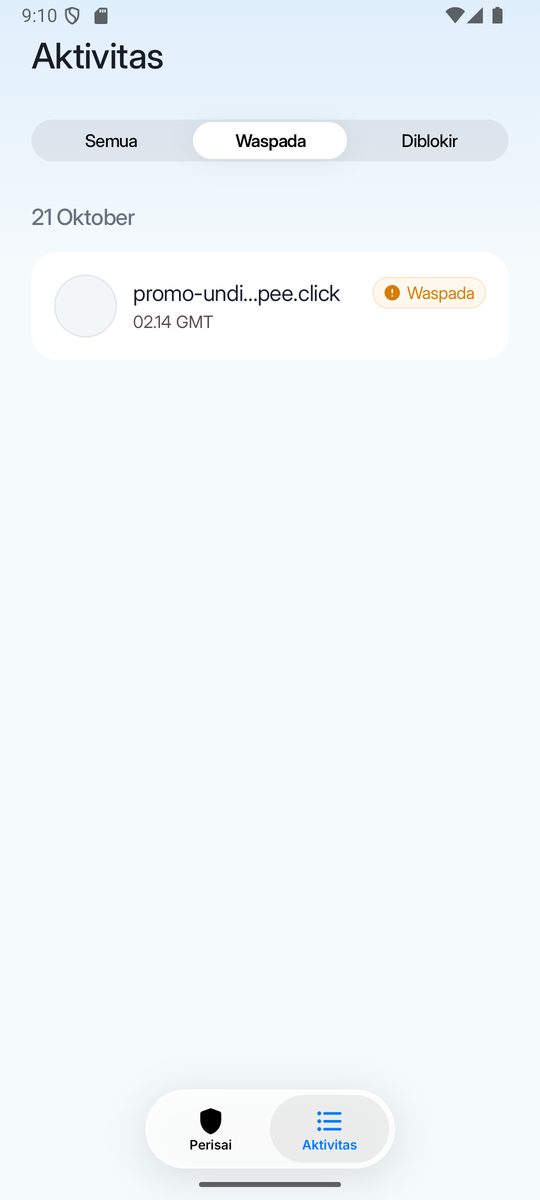 9:10
Aktivitas
Semua
Waspada
Diblokir
21 Oktober
promo-undi...pee.click
Waspada
02.14 GMT
Perisai
Aktivitas